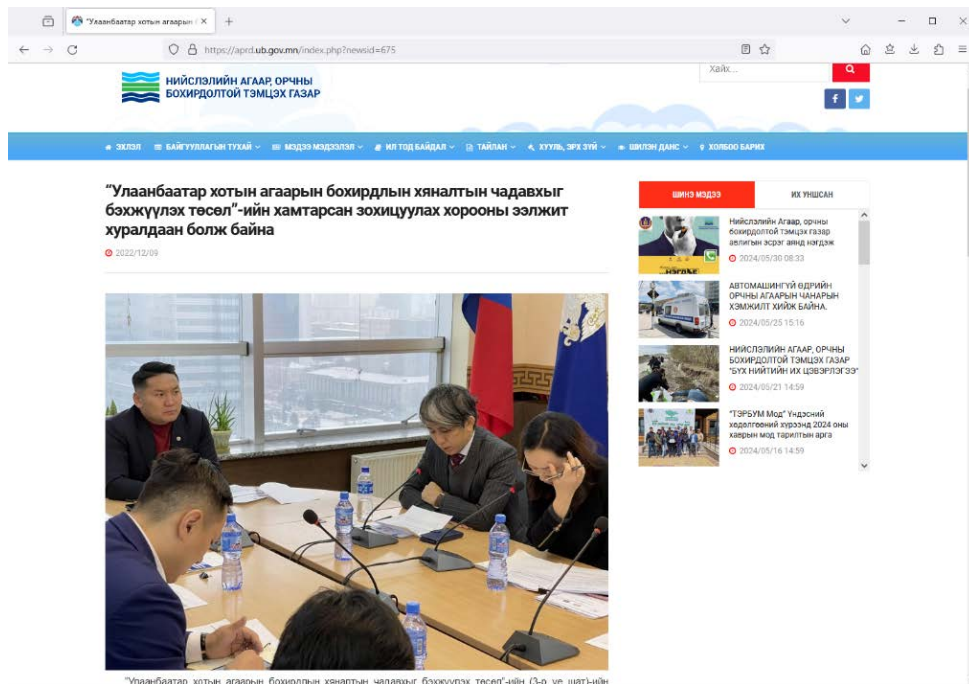 "Улаанбаатар хотын агаарын
https://aprd.ub.gov.mn/index.php?newsid=675
НИЙСЛЭЛИЙН АГААР, ОРЧНЫ
БОХИРДОЛТОЙ ТЭМЦЭХ ГАЗАР
Хайх...
ЭХЛЭЛ БАЙГУУЛЛАГЫН ТУХАЙ МЭДЭЭ МЭДЭЭЛЭЛ ИЛ ТОД БАЙДАЛ ТАЙЛАН ХУУЛЬ, ЭРХ ЗҮЙ ШИЛЭН ДАНС ХОЛБОО БАРИХ
"Улаанбаатар хотын агаарын бохирдлын хяналтын чадавхыг
бэхжүүлэх төсөл"-ийн хамтарсан зохицуулах хорооны ээлжит
хуралдаан болж байна
2022/12/09
"Улаанбаатар хотын агаарын бохирдлын хяналтын чадавхыг бэхжүүлэх төсөл"-ийн (3-р үе шат)-ийн
ШИНЭ МЭДЭЭ ИХ УНШСАН
Нийслэлийн Агаар, орчны
бохирдолтой тэмцэх газар
авлигын эсрэг аянд нэгдэж
2024/05/30 08:33
АВТОМАШИНГҮЙ ӨДРИЙН
ОРЧНЫ АГААРЫН ЧАНАРЫН
ХЭМЖИЛТ ХИЙЖ БАЙНА.
2024/05/25 15:16
НИЙСЛЭЛИЙН АГААР, ОРЧНЫ
БОХИРДОЛТОЙ ТЭМЦЭХ ГАЗАР
"БҮХ НИЙТИЙН ИХ ЦЭВЭРЛЭГЭЭ"
2024/05/21 14:59
"ТЭРБУМ Мод" Үндэсний
хөдөлгөөний хүрээнд 2024 оны
хаврын мод тарилтын арга
2024/05/16 14:59